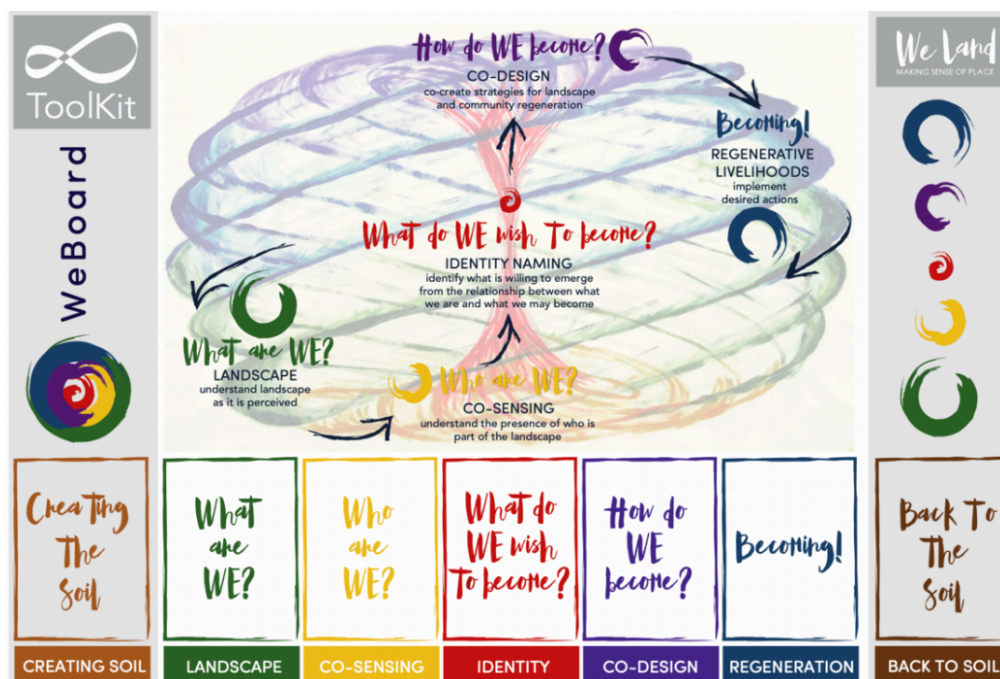 ToolKit
WeBoard
How do WE become?
CO-DESIGN
co-create strategies for landscape
and community regeneration
Becoming!
REGENERATIVE
LIVELIHOODS
implement
desired actions
What do WE wish To become?
IDENTITY NAMING
identify what is willing to emerge
from the relationship between what
we are and what we may become
What are WE?
LANDSCAPE
understand landscape
as it is perceived
Who are WE?
CO-SENSING
understand the presence of who is
part of the landscape
We Land
MAKING SENSE OF PLACE
Creating
The
Soil
What
are
WE?
Who
are
WE?
What do
WE wish
To become?
How do
WE
become?
Becoming!
Back To
The
Soil
CREATING SOIL
LANDSCAPE
CO-SENSING
IDENTITY
CO-DESIGN
REGENERATION
BACK TO SOIL